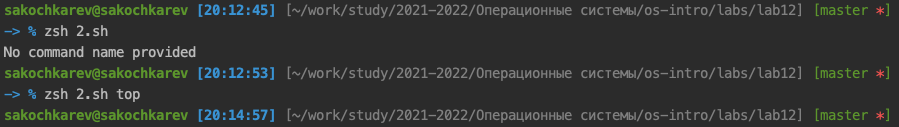 sakochkarev@sakochkarev [20:12:45] [~/work/study/2021-2022/Операционные системы/os-intro/labs/lab12] [master *]
-> % zsh 2.sh
No command name provided
sakochkarev@sakochkarev [20:12:53] [~/work/study/2021-2022/Операционные системы/os-intro/labs/lab12] [master *]
-> % zsh 2.sh top
sakochkarev@sakochkarev [20:14:57] [~/work/study/2021-2022/Операционные системы/os-intro/labs/lab12] [master *]